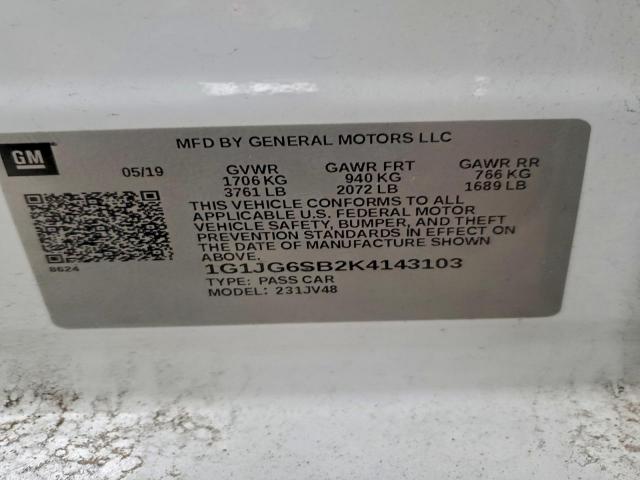 GM
MFD BY GENERAL MOTORS LLC
05/19 GVWR GAWR FRT GAWR RR
1706 KG 940 KG 766 KG
3761 LB 2072 LB 1689 LB
THIS VEHICLE CONFORMS TO ALL
APPLICABLE U.S. FEDERAL MOTOR
VEHICLE SAFETY, BUMPER, AND THEFT
PREVENTION STANDARDS IN EFFECT ON
THE DATE OF MANUFACTURE SHOWN
ABOVE.
8624
1G1JG6SB2K4143103
TYPE: PASS CAR
MODEL: 231JV48